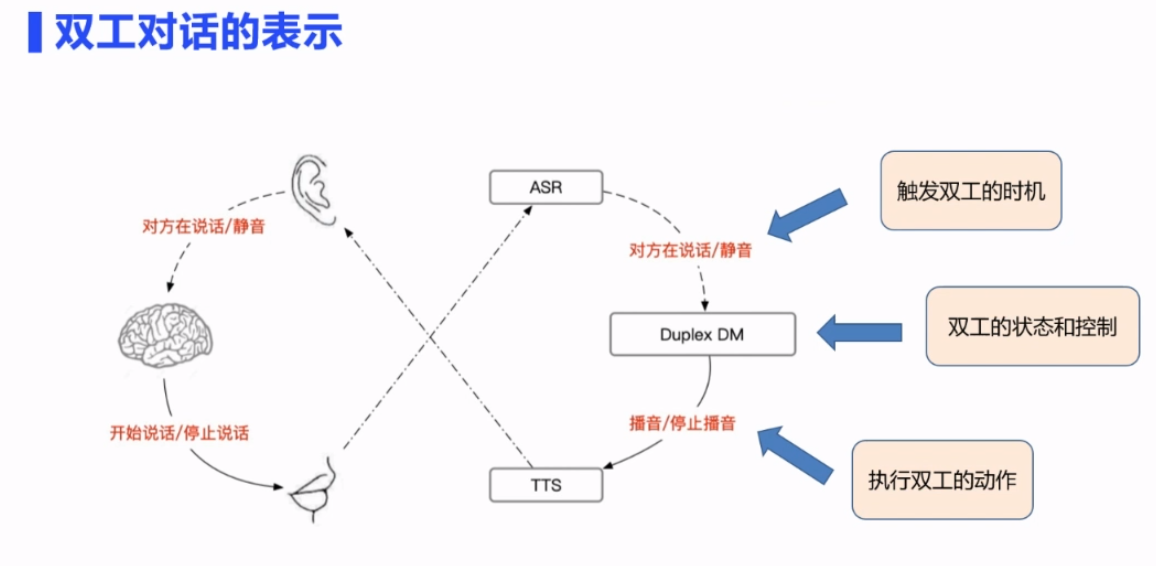 双工对话的表示
对方在说话/静音
开始说话/停止说话
ASR
对方在说话/静音
Duplex DM
播音/停止播音
TTS
触发双工的时机
双工的状态和控制
执行双工的动作